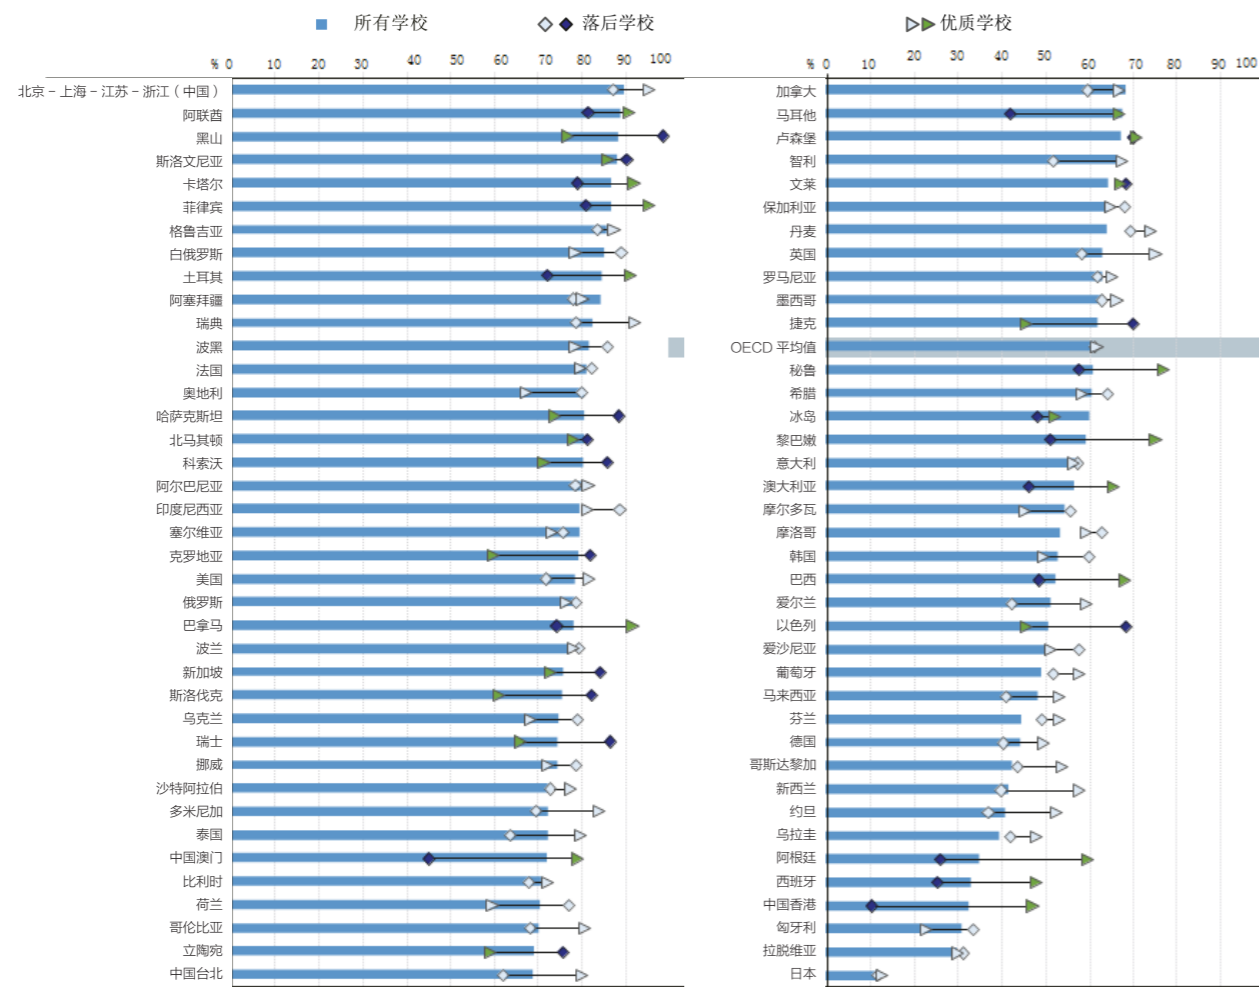 所有学校 落后学校 优质学校
% 0 10 20 30 40 50 60 70 80 90 100
北京－上海－江苏－浙江（中国）
阿联酋
黑山
斯洛文尼亚
卡塔尔
菲律宾
格鲁吉亚
白俄罗斯
土耳其
阿塞拜疆
瑞典
波黑
法国
奥地利
哈萨克斯坦
北马其顿
科索沃
阿尔巴尼亚
印度尼西亚
塞尔维亚
克罗地亚
美国
俄罗斯
巴拿马
波兰
新加坡
斯洛伐克
乌克兰
瑞士
挪威
沙特阿拉伯
多米尼加
泰国
中国澳门
比利时
荷兰
哥伦比亚
立陶宛
中国台北
% 0 10 20 30 40 50 60 70 80 90 100
加拿大
马耳他
卢森堡
智利
文莱
保加利亚
丹麦
英国
罗马尼亚
墨西哥
捷克
OECD 平均值
秘鲁
希腊
冰岛
黎巴嫩
意大利
澳大利亚
摩尔多瓦
摩洛哥
韩国
巴西
爱尔兰
以色列
爱沙尼亚
葡萄牙
马来西亚
芬兰
德国
哥斯达黎加
新西兰
约旦
乌拉圭
阿根廷
西班牙
中国香港
匈牙利
拉脱维亚
日本